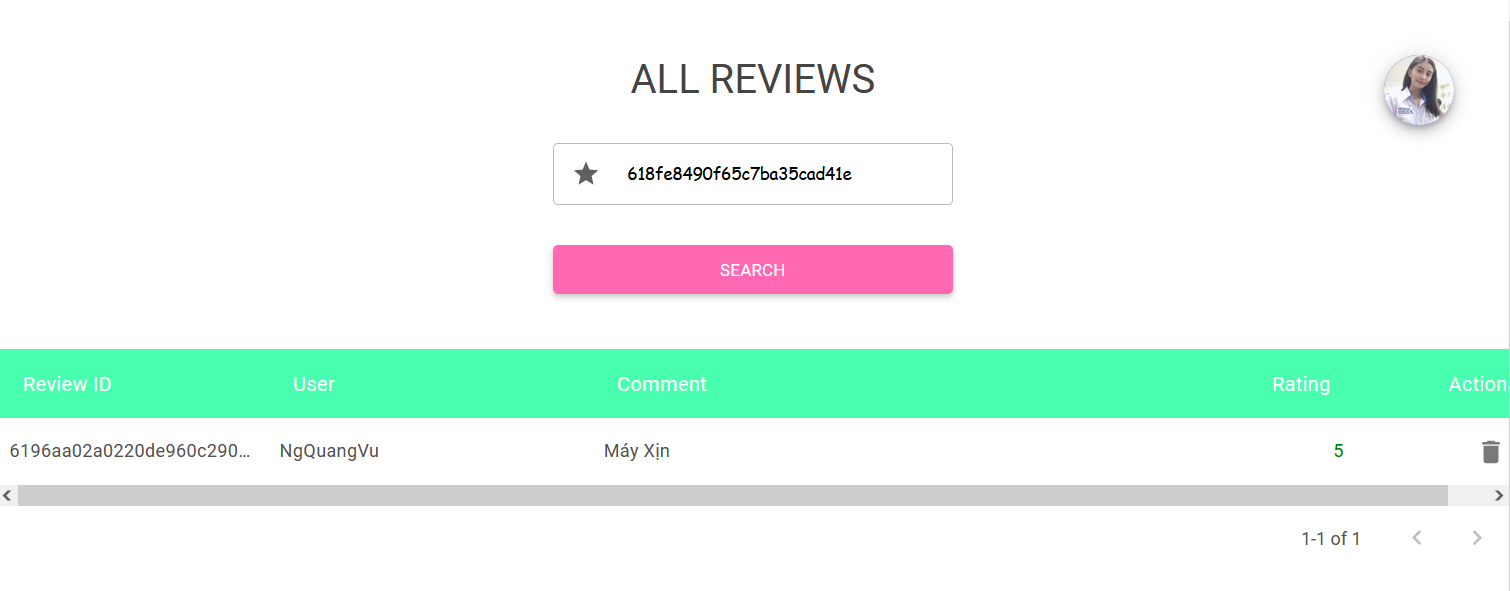 ALL REVIEWS
618fe8490f65c7ba35cad41e
SEARCH
Review ID User Comment Rating Action
6196aa02a0220de960c290… NgQuangVu Máy Xịn 5
1-1 of 1